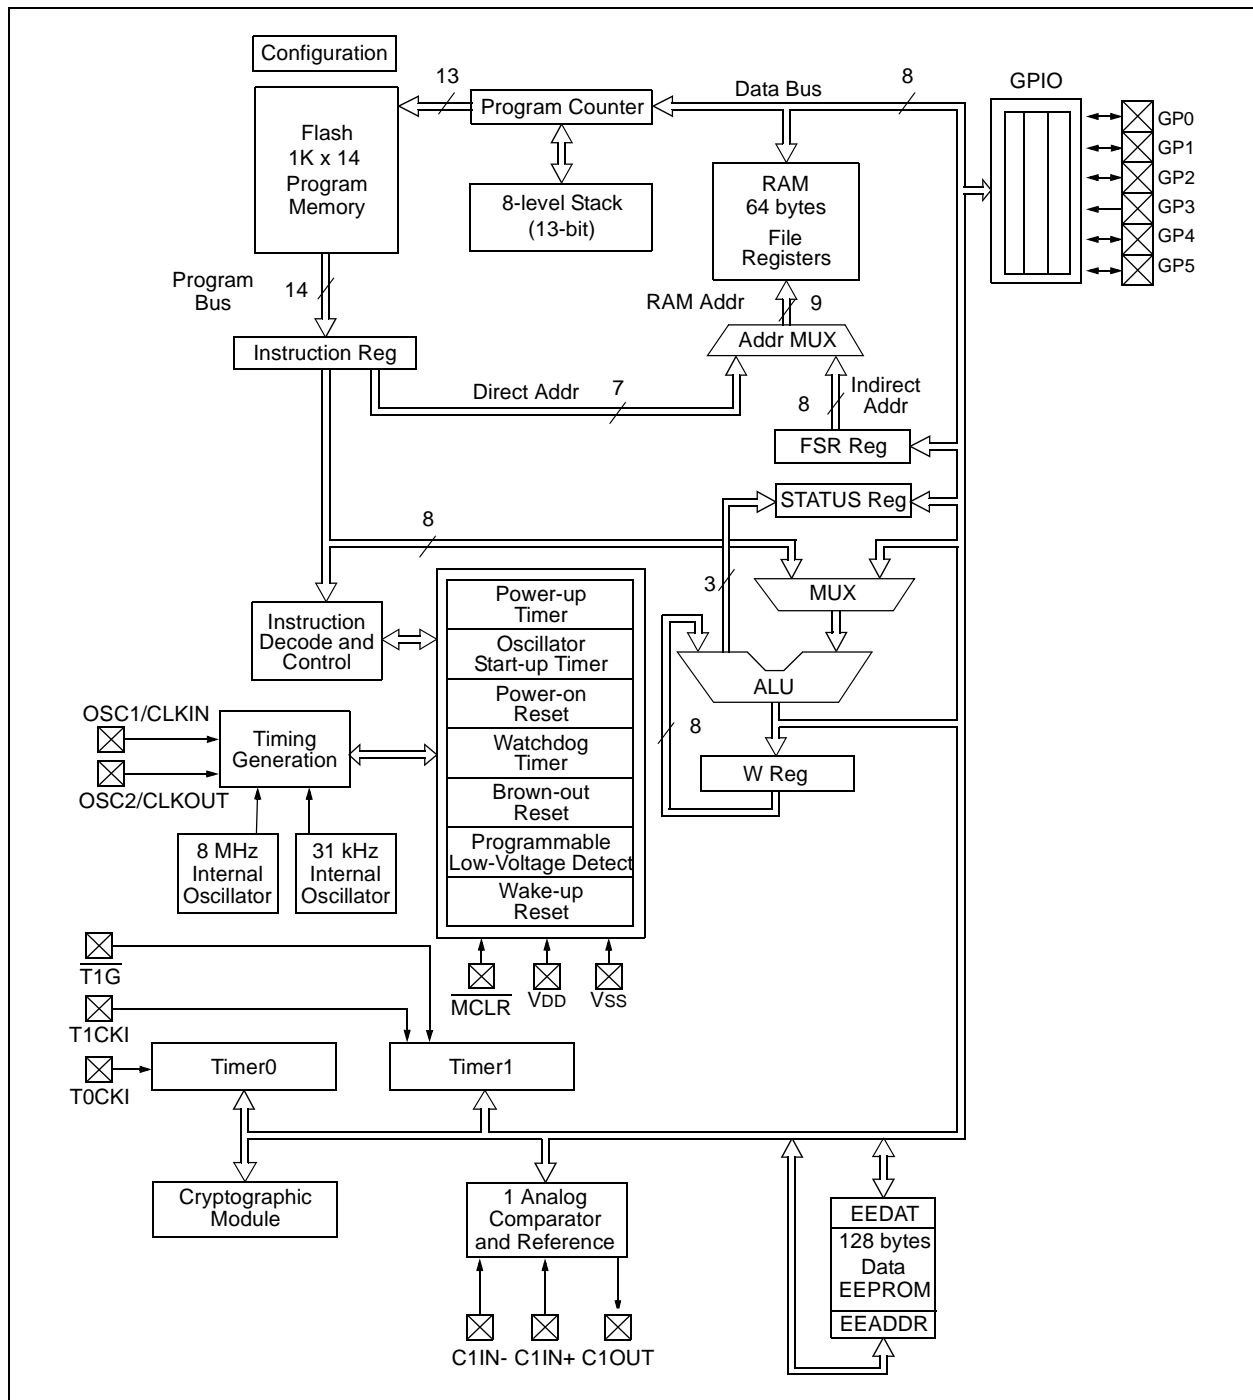 Configuration
13
Program Counter
Data Bus
8
GPIO
Flash
1K x 14
Program
Memory
8-level Stack
(13-bit)
RAM
64 bytes
File
Registers
GP0
GP1
GP2
GP3
GP4
GP5
Program
Bus
14
RAM Addr
9
Addr MUX
Instruction Reg
Direct Addr
7
8
Indirect
Addr
FSR Reg
STATUS Reg
8
3
MUX
Instruction
Decode and
Control
Power-up
Timer
Oscillator
Start-up Timer
Power-on
Reset
Watchdog
Timer
Brown-out
Reset
Programmable
Low-Voltage Detect
Wake-up
Reset
ALU
8
W Reg
OSC1/CLKIN
Timing
Generation
OSC2/CLKOUT
8 MHz
Internal
Oscillator
31 kHz
Internal
Oscillator
T1G
MCLR
VDD
VSS
T1CKI
T0CKI
Timer0
Timer1
Cryptographic
Module
1 Analog
Comparator
and Reference
EEDAT
128 bytes
Data
EEPROM
EEADDR
C1IN- C1IN+ C1OUT